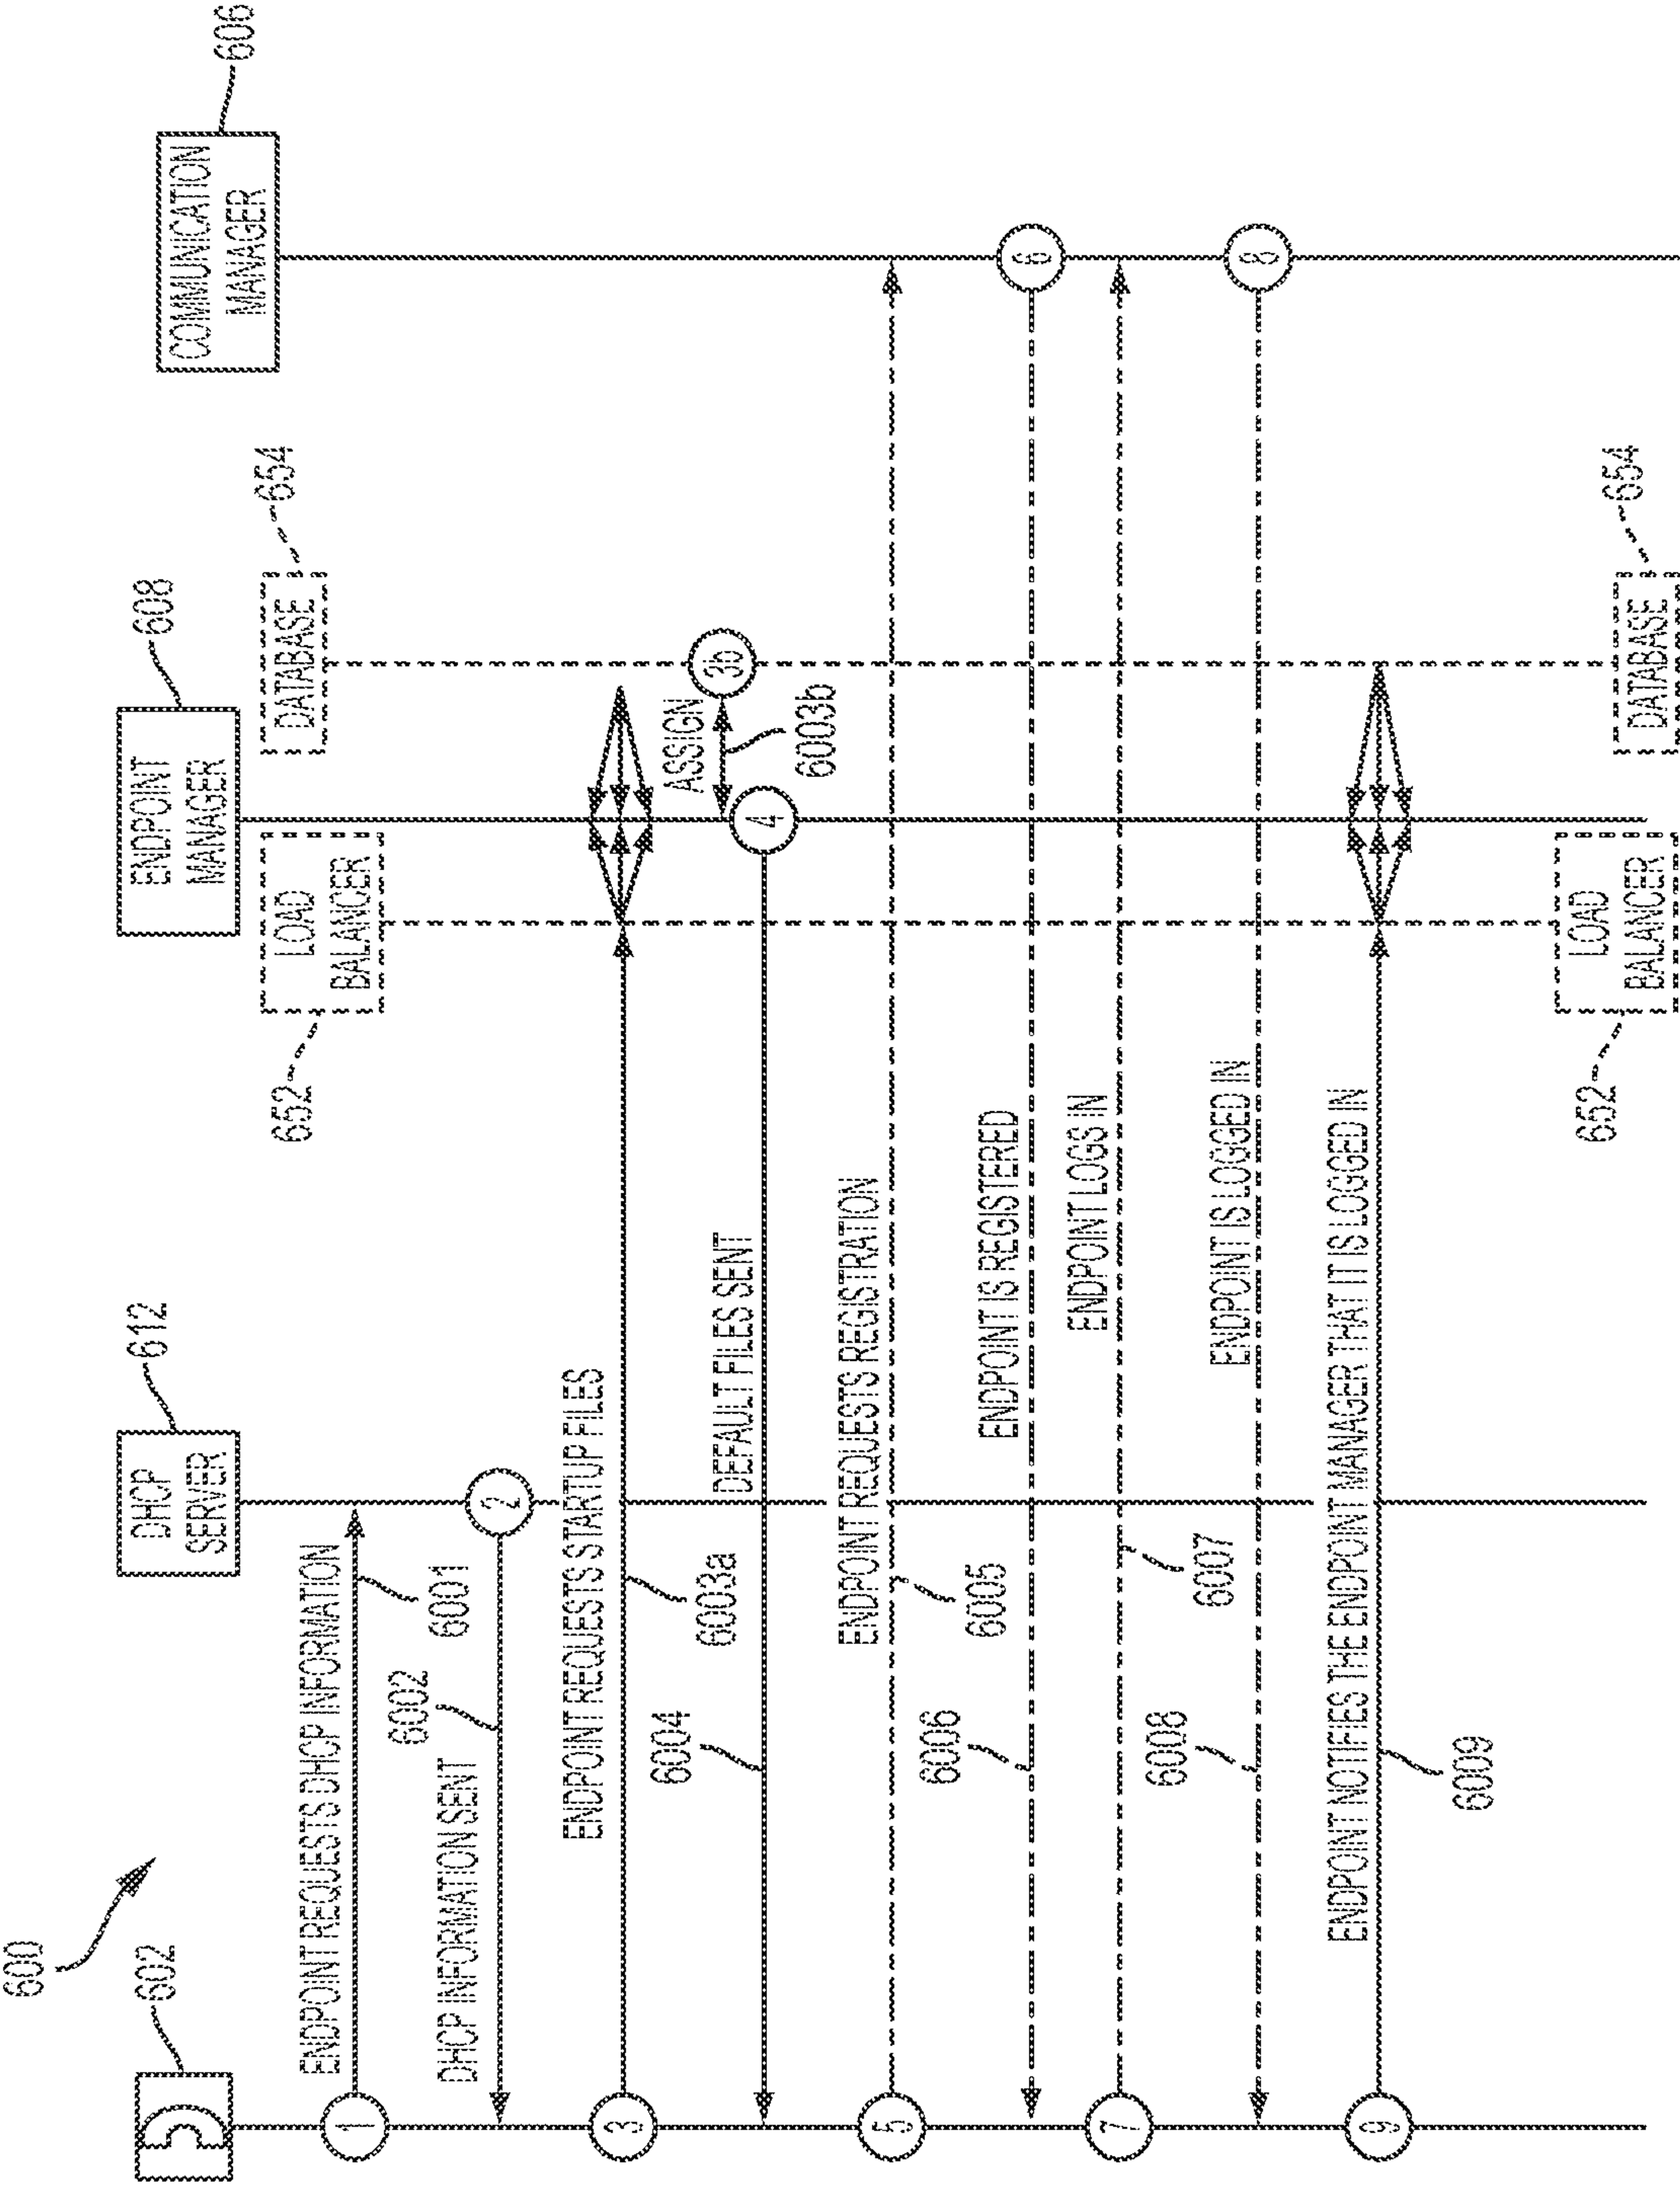 600
602
612
608
606
DHCP
SERVER
ENDPOINT
MANAGER
COMMUNICATION
MANAGER
652
LOAD
BALANCER
DATABASE
654
1
ENDPOINT REQUESTS DHCP INFORMATION
6001
2
6002
DHCP INFORMATION SENT
3
ENDPOINT REQUESTS STARTUP FILES
6003a
ASSIGN
3b
6003b
4
DEFAULT FILES SENT
6004
5
ENDPOINT REQUESTS REGISTRATION
6005
6
ENDPOINT IS REGISTERED
6006
7
ENDPOINT LOGS IN
6007
8
ENDPOINT IS LOGGED IN
6008
9
ENDPOINT NOTIFIES THE ENDPOINT MANAGER THAT IT IS LOGGED IN
6009
652
LOAD
BALANCER
DATABASE
654